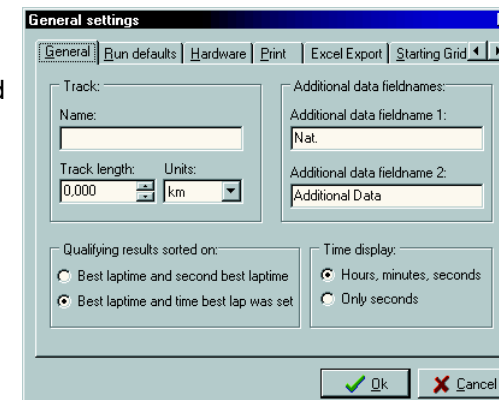 General settings
General Run defaults Hardware Print Excel Export Starting Grid
Track:
Name:
Track length: Units:
0,000 km
Additional data fieldnames:
Additional data fieldname 1:
Nat.
Additional data fieldname 2:
Additional Data
Qualifying results sorted on:
Best laptime and second best laptime
Best laptime and time best lap was set
Time display:
Hours, minutes, seconds
Only seconds
Ok Cancel